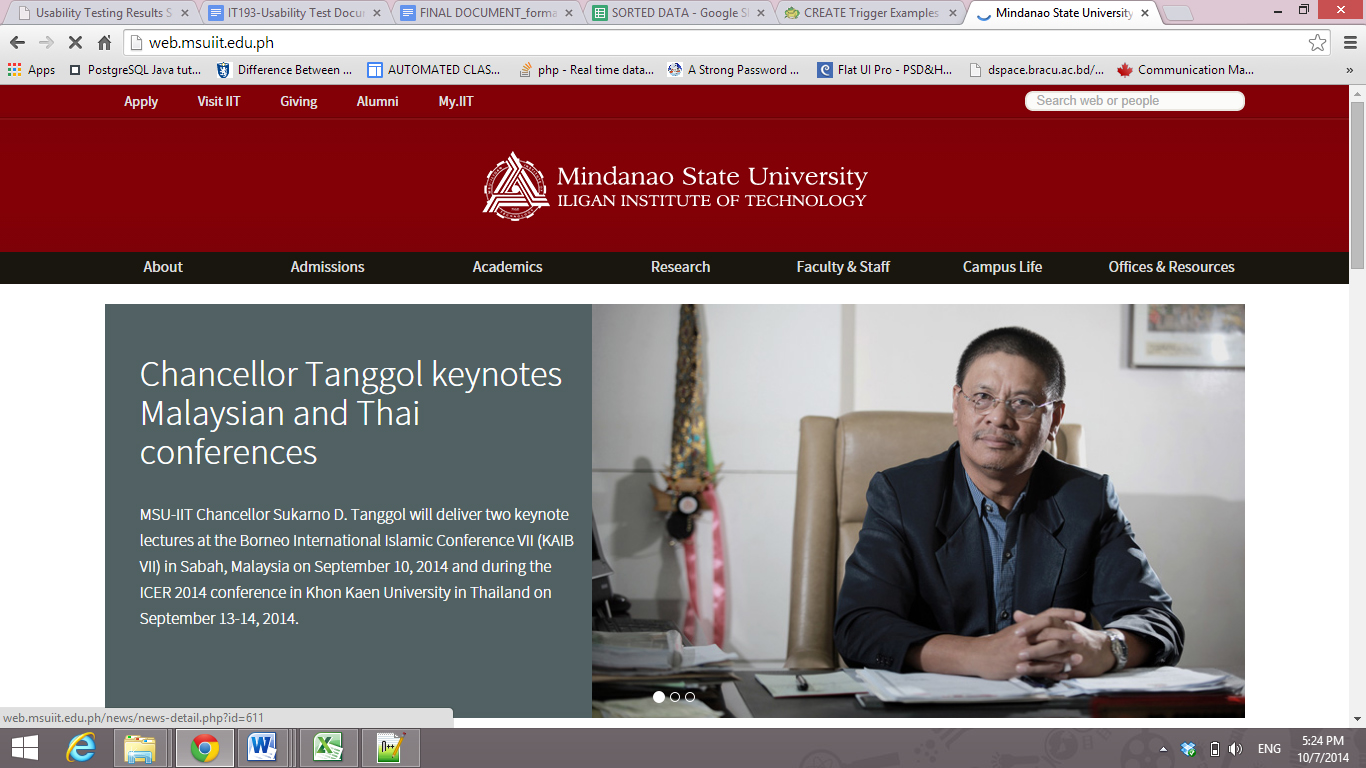 Usability Testing Results S
IT193-Usability Test Docu
FINAL DOCUMENT_forma
SORTED DATA - Google S
CREATE Trigger Examples
Mindanao State University
web.msuiit.edu.ph
Apps
PostgreSQL Java tut...
Difference Between ...
AUTOMATED CLAS...
php - Real time data...
A Strong Password ...
Flat UI Pro - PSD&H...
dspace.bracu.ac.bd/...
Communication Ma...
»
Apply
Visit IIT
Giving
Alumni
My.IIT
Search web or people
Mindanao State University
ILIGAN INSTITUTE OF TECHNOLOGY
About
Admissions
Academics
Research
Faculty & Staff
Campus Life
Offices & Resources
Chancellor Tanggol keynotes
Malaysian and Thai
conferences
MSU-IIT Chancellor Sukarno D. Tanggol will deliver two keynote
lectures at the Borneo International Islamic Conference VII (KAIB
VII) in Sabah, Malaysia on September 10, 2014 and during the
ICER 2014 conference in Khon Kaen University in Thailand on
September 13-14, 2014.
web.msuiit.edu.ph/news/news-detail.php?id=611
ENG
5:24 PM
10/7/2014